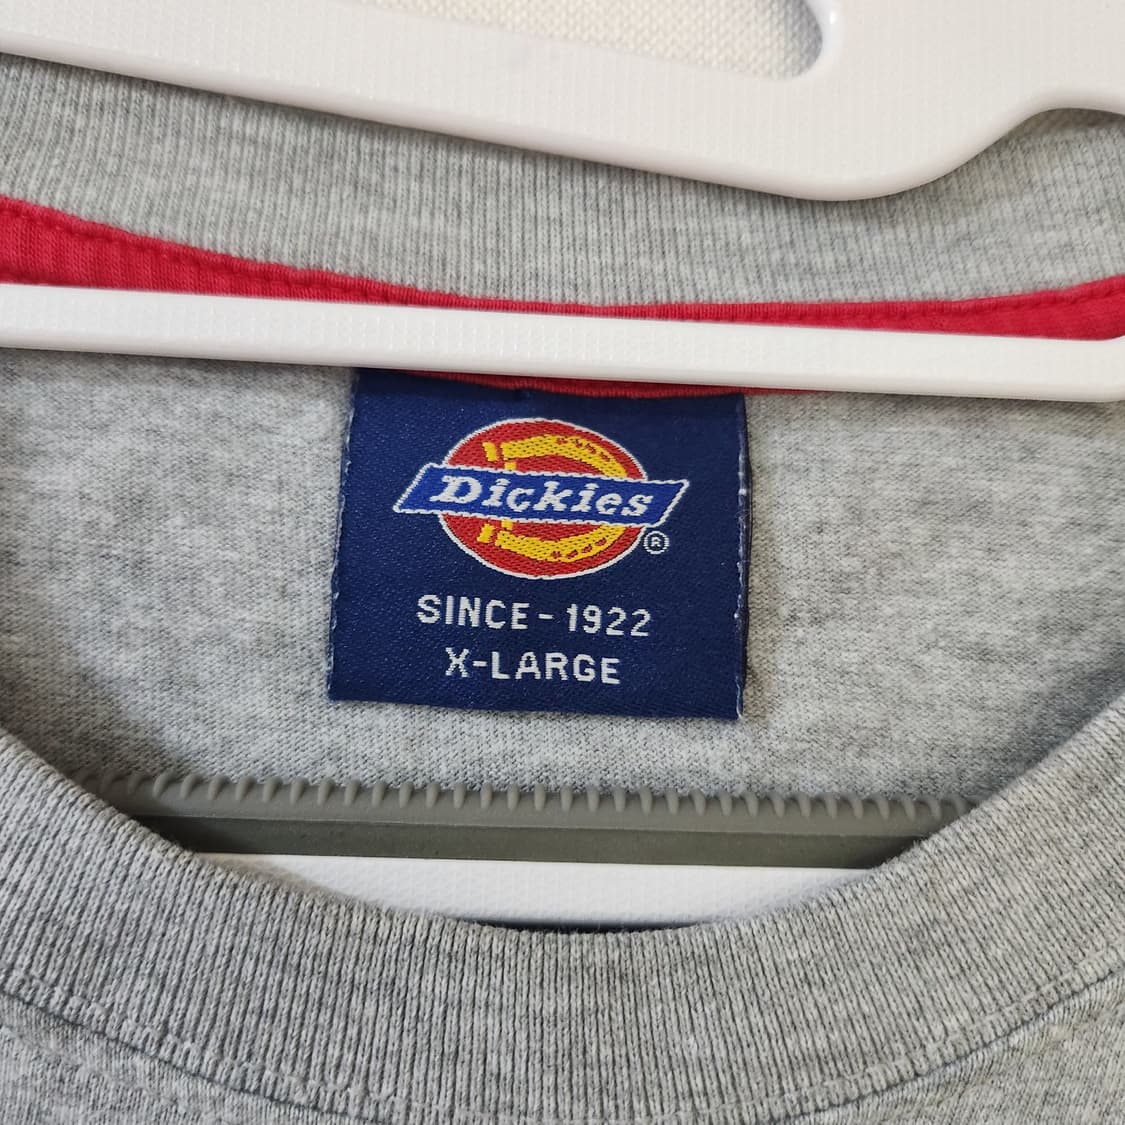 Dickies
®
SINCE - 1922
X-LARGE